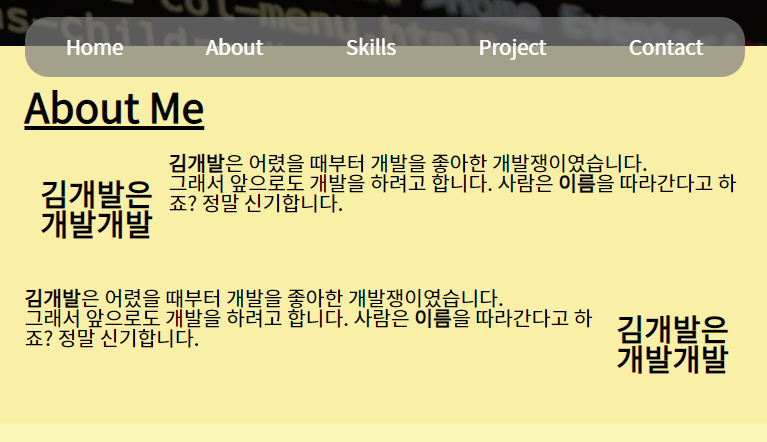 col-menu.html
Home Events
ns-child
Home About Skills Project Contact
About Me
김개발은
개발개발
김개발은 어렸을 때부터 개발을 좋아한 개발쟁이였습니다.
그래서 앞으로도 개발을 하려고 합니다. 사람은 이름을 따라간다고 하
죠? 정말 신기합니다.
김개발은 어렸을 때부터 개발을 좋아한 개발쟁이였습니다.
그래서 앞으로도 개발을 하려고 합니다. 사람은 이름을 따라간다고 하
죠? 정말 신기합니다.
김개발은
개발개발